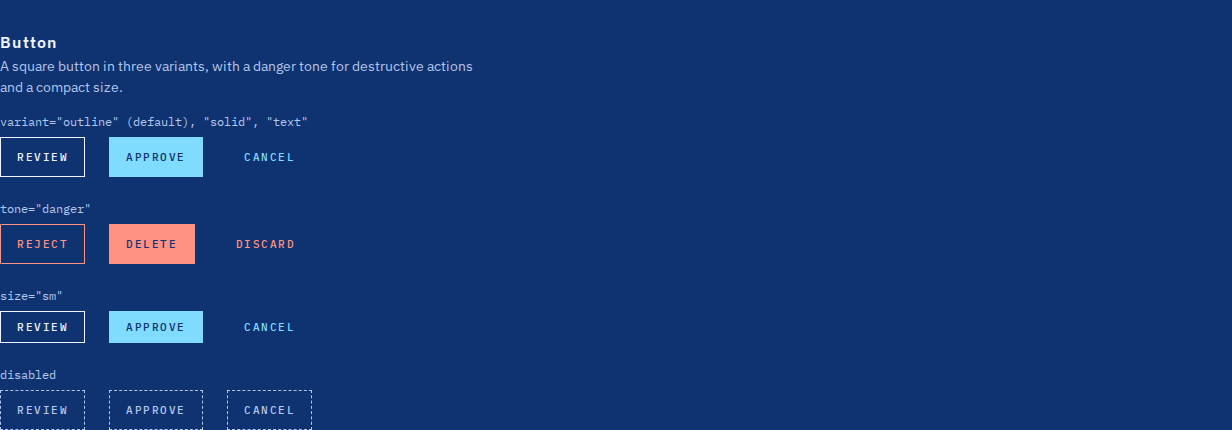 Button
A square button in three variants, with a danger tone for destructive actions
and a compact size.
variant="outline" (default), "solid", "text"
REVIEW APPROVE CANCEL
tone="danger"
REJECT DELETE DISCARD
size="sm"
REVIEW APPROVE CANCEL
disabled
REVIEW APPROVE CANCEL